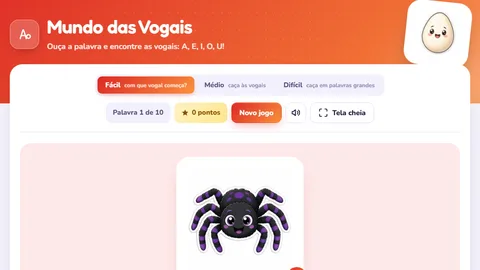 Mundo das Vogais
Ouça a palavra e encontre as vogais: A, E, I, O, U!
Fácil com que vogal começa? Médio caça às vogais Difícil caça em palavras grandes
Palavra 1 de 10 ★ 0 pontos Novo jogo Tela cheia